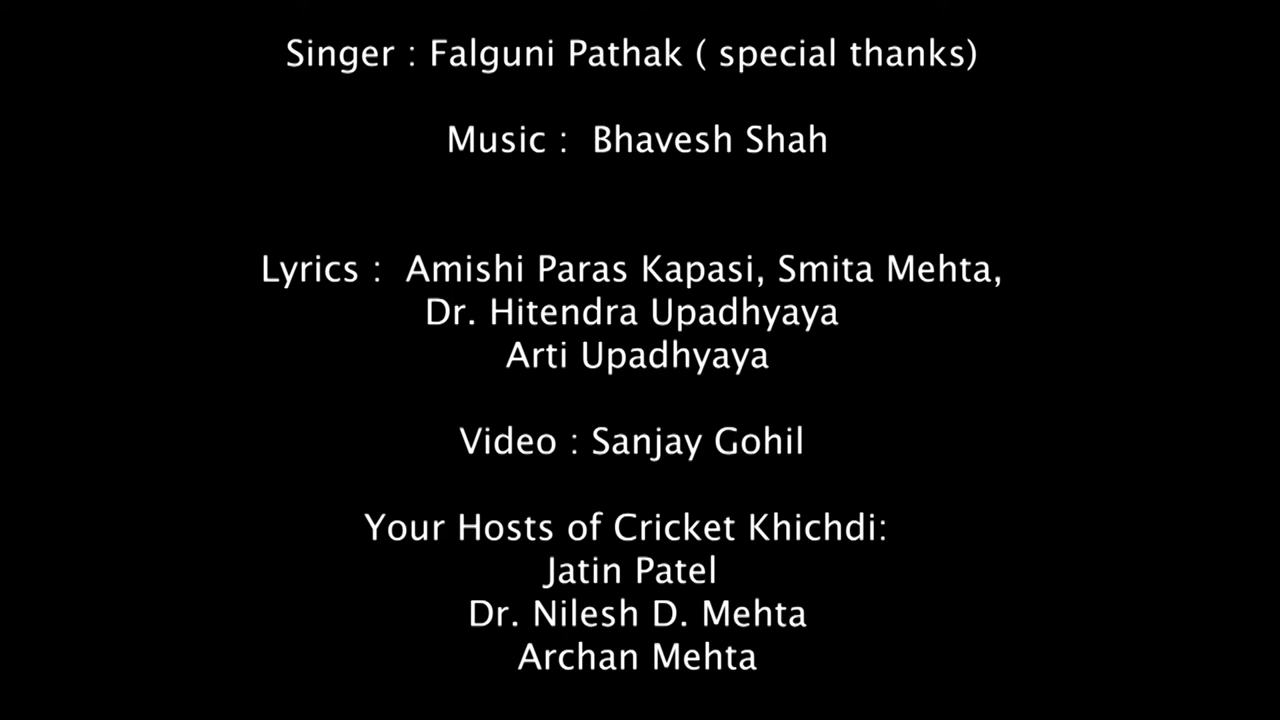 Singer : Falguni Pathak ( special thanks)
Music :  Bhavesh Shah
Lyrics :  Amishi Paras Kapasi, Smita Mehta,
Dr. Hitendra Upadhyaya
Arti Upadhyaya
Video : Sanjay Gohil
Your Hosts of Cricket Khichdi:
Jatin Patel
Dr. Nilesh D. Mehta
Archan Mehta